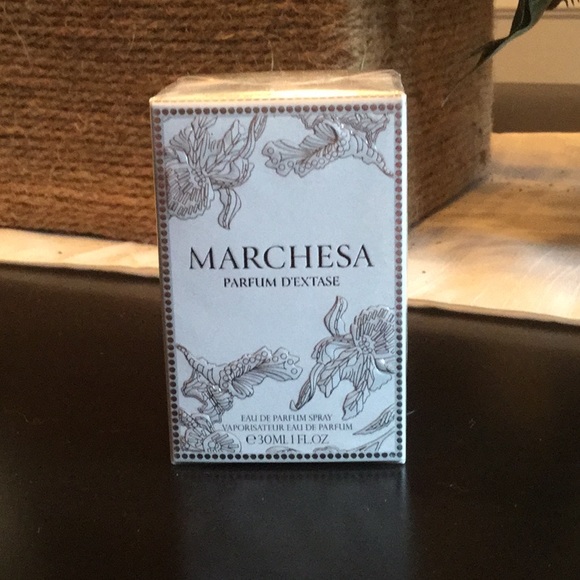 MARCHESA
PARFUM D'EXTASE
EAU DE PARFUM SPRAY
VAPORISATEUR EAU DE PARFUM
℮30ML 1 FL.OZ